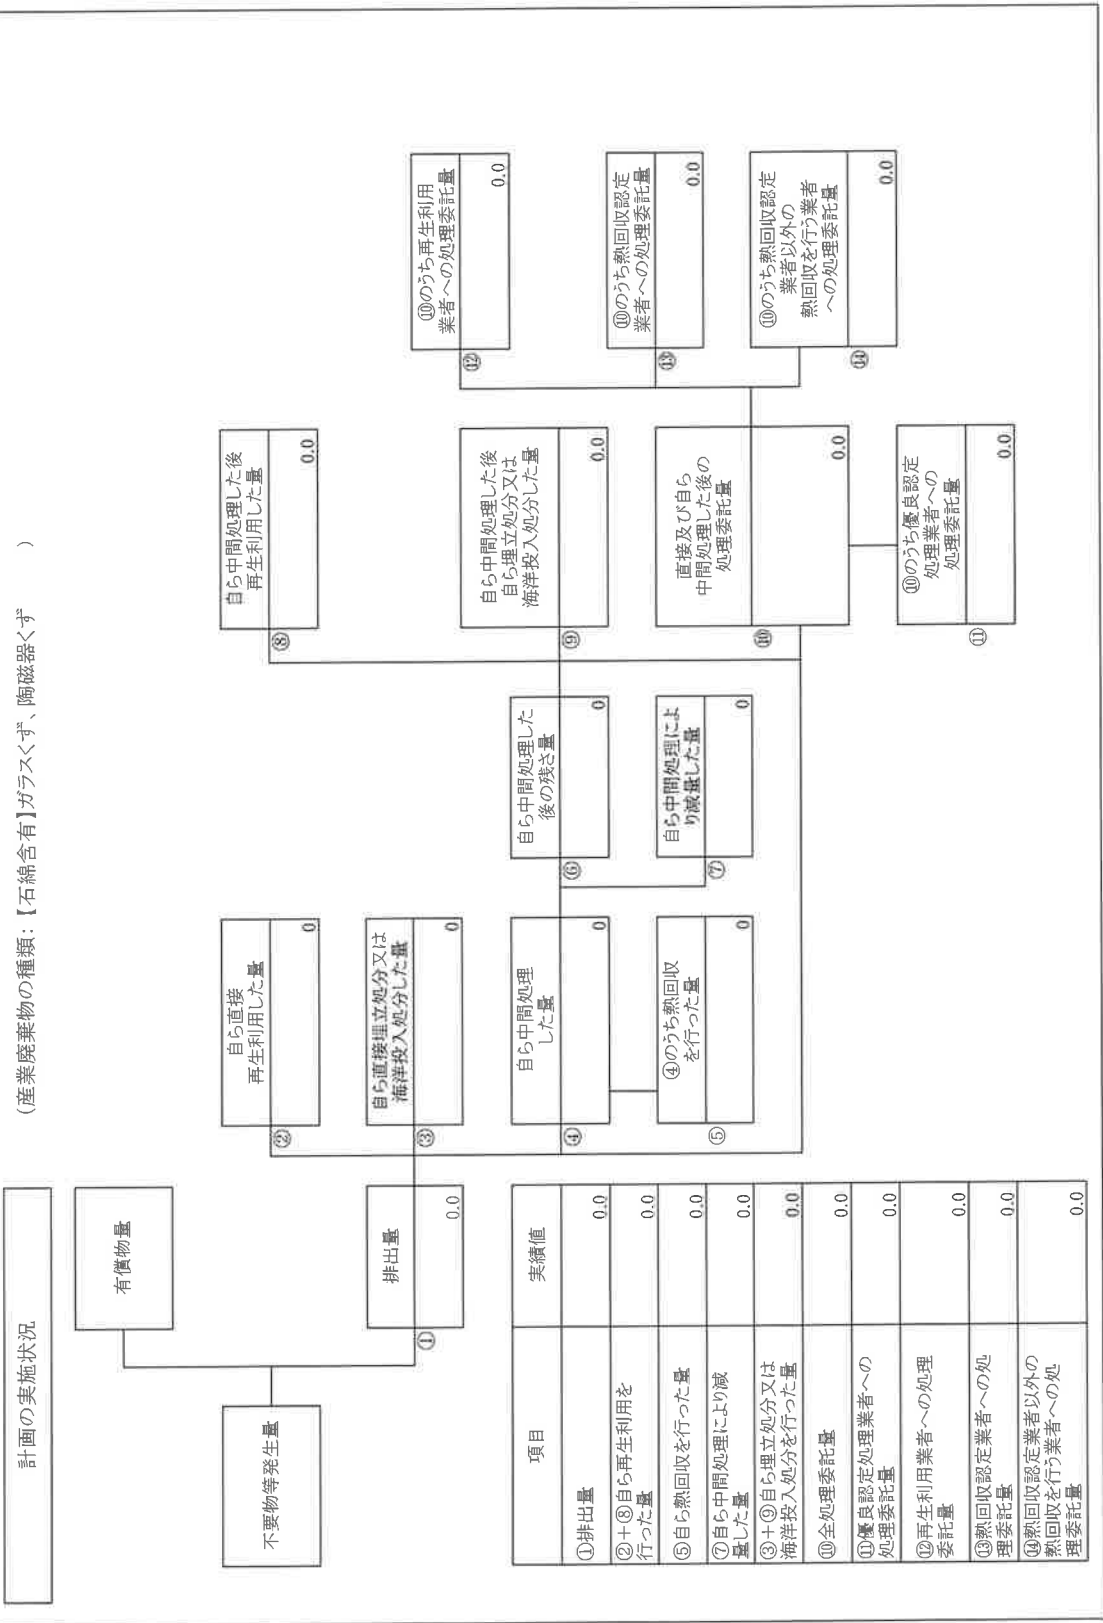 計画の実施状況
(産業廃棄物の種類：【石綿含有】ガラスくず、陶磁器くず　　)
不要物等発生量
有償物量
①
排出量
0.0
②
自ら直接
再生利用した量
0
③
自ら直接埋立処分又は
海洋投入処分した量
0
④
自ら中間処理
した量
0
⑤
④のうち熱回収
を行った量
0
⑥
自ら中間処理した
後の残さ量
0
⑦
自ら中間処理によ
り減量した量
0
⑧
自ら中間処理した後
再生利用した量
0.0
⑨
自ら中間処理した後
自ら埋立処分又は
海洋投入処分した量
0.0
⑩
直接及び自ら
中間処理した後の
処理委託量
0.0
⑪
⑩のうち優良認定
処理業者への
処理委託量
0.0
⑫
⑩のうち再生利用
業者への処理委託量
0.0
⑬
⑩のうち熱回収認定
業者への処理委託量
0.0
⑭
⑩のうち熱回収認定
業者以外の
熱回収を行う業者
への処理委託量
0.0
項目 実績値
①排出量 0.0
②+⑧自ら再生利用を
行った量 0.0
⑤自ら熱回収を行った量 0.0
⑦自ら中間処理により減
量した量 0.0
③+⑨自ら埋立処分又は
海洋投入処分を行った量 0.0
⑩全処理委託量 0.0
⑪優良認定処理業者への
処理委託量 0.0
⑫再生利用業者への処理
委託量 0.0
⑬熱回収認定業者への処
理委託量 0.0
⑭熱回収認定業者以外の
熱回収を行う業者への処
理委託量 0.0